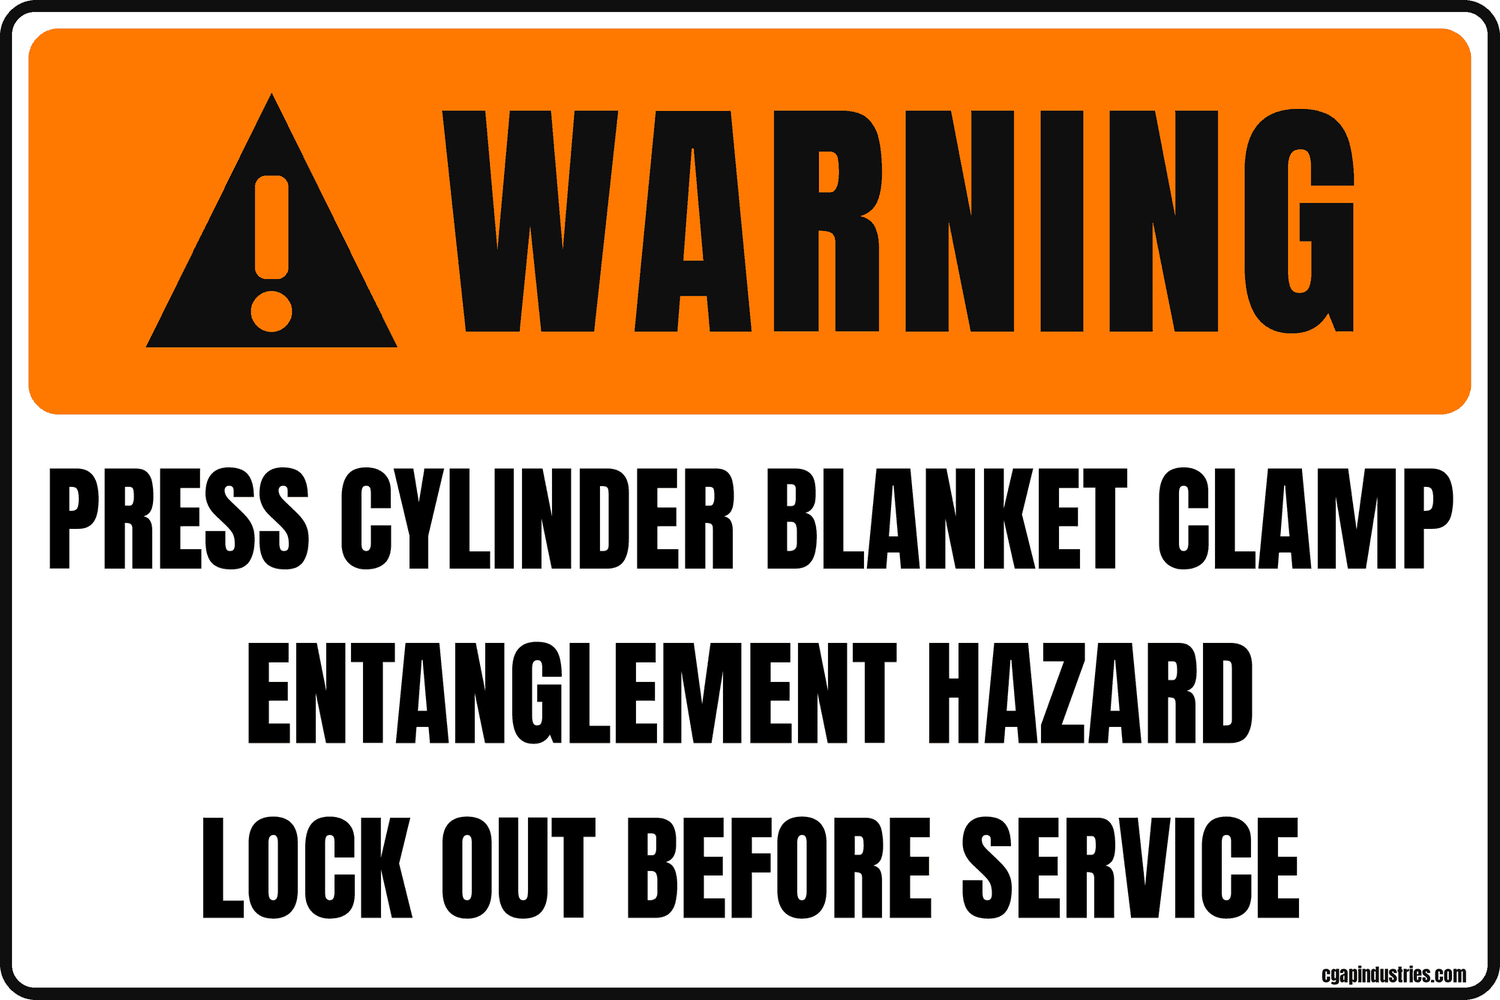 WARNING
PRESS CYLINDER BLANKET CLAMP
ENTANGLEMENT HAZARD
LOCK OUT BEFORE SERVICE
cgapindustries.com